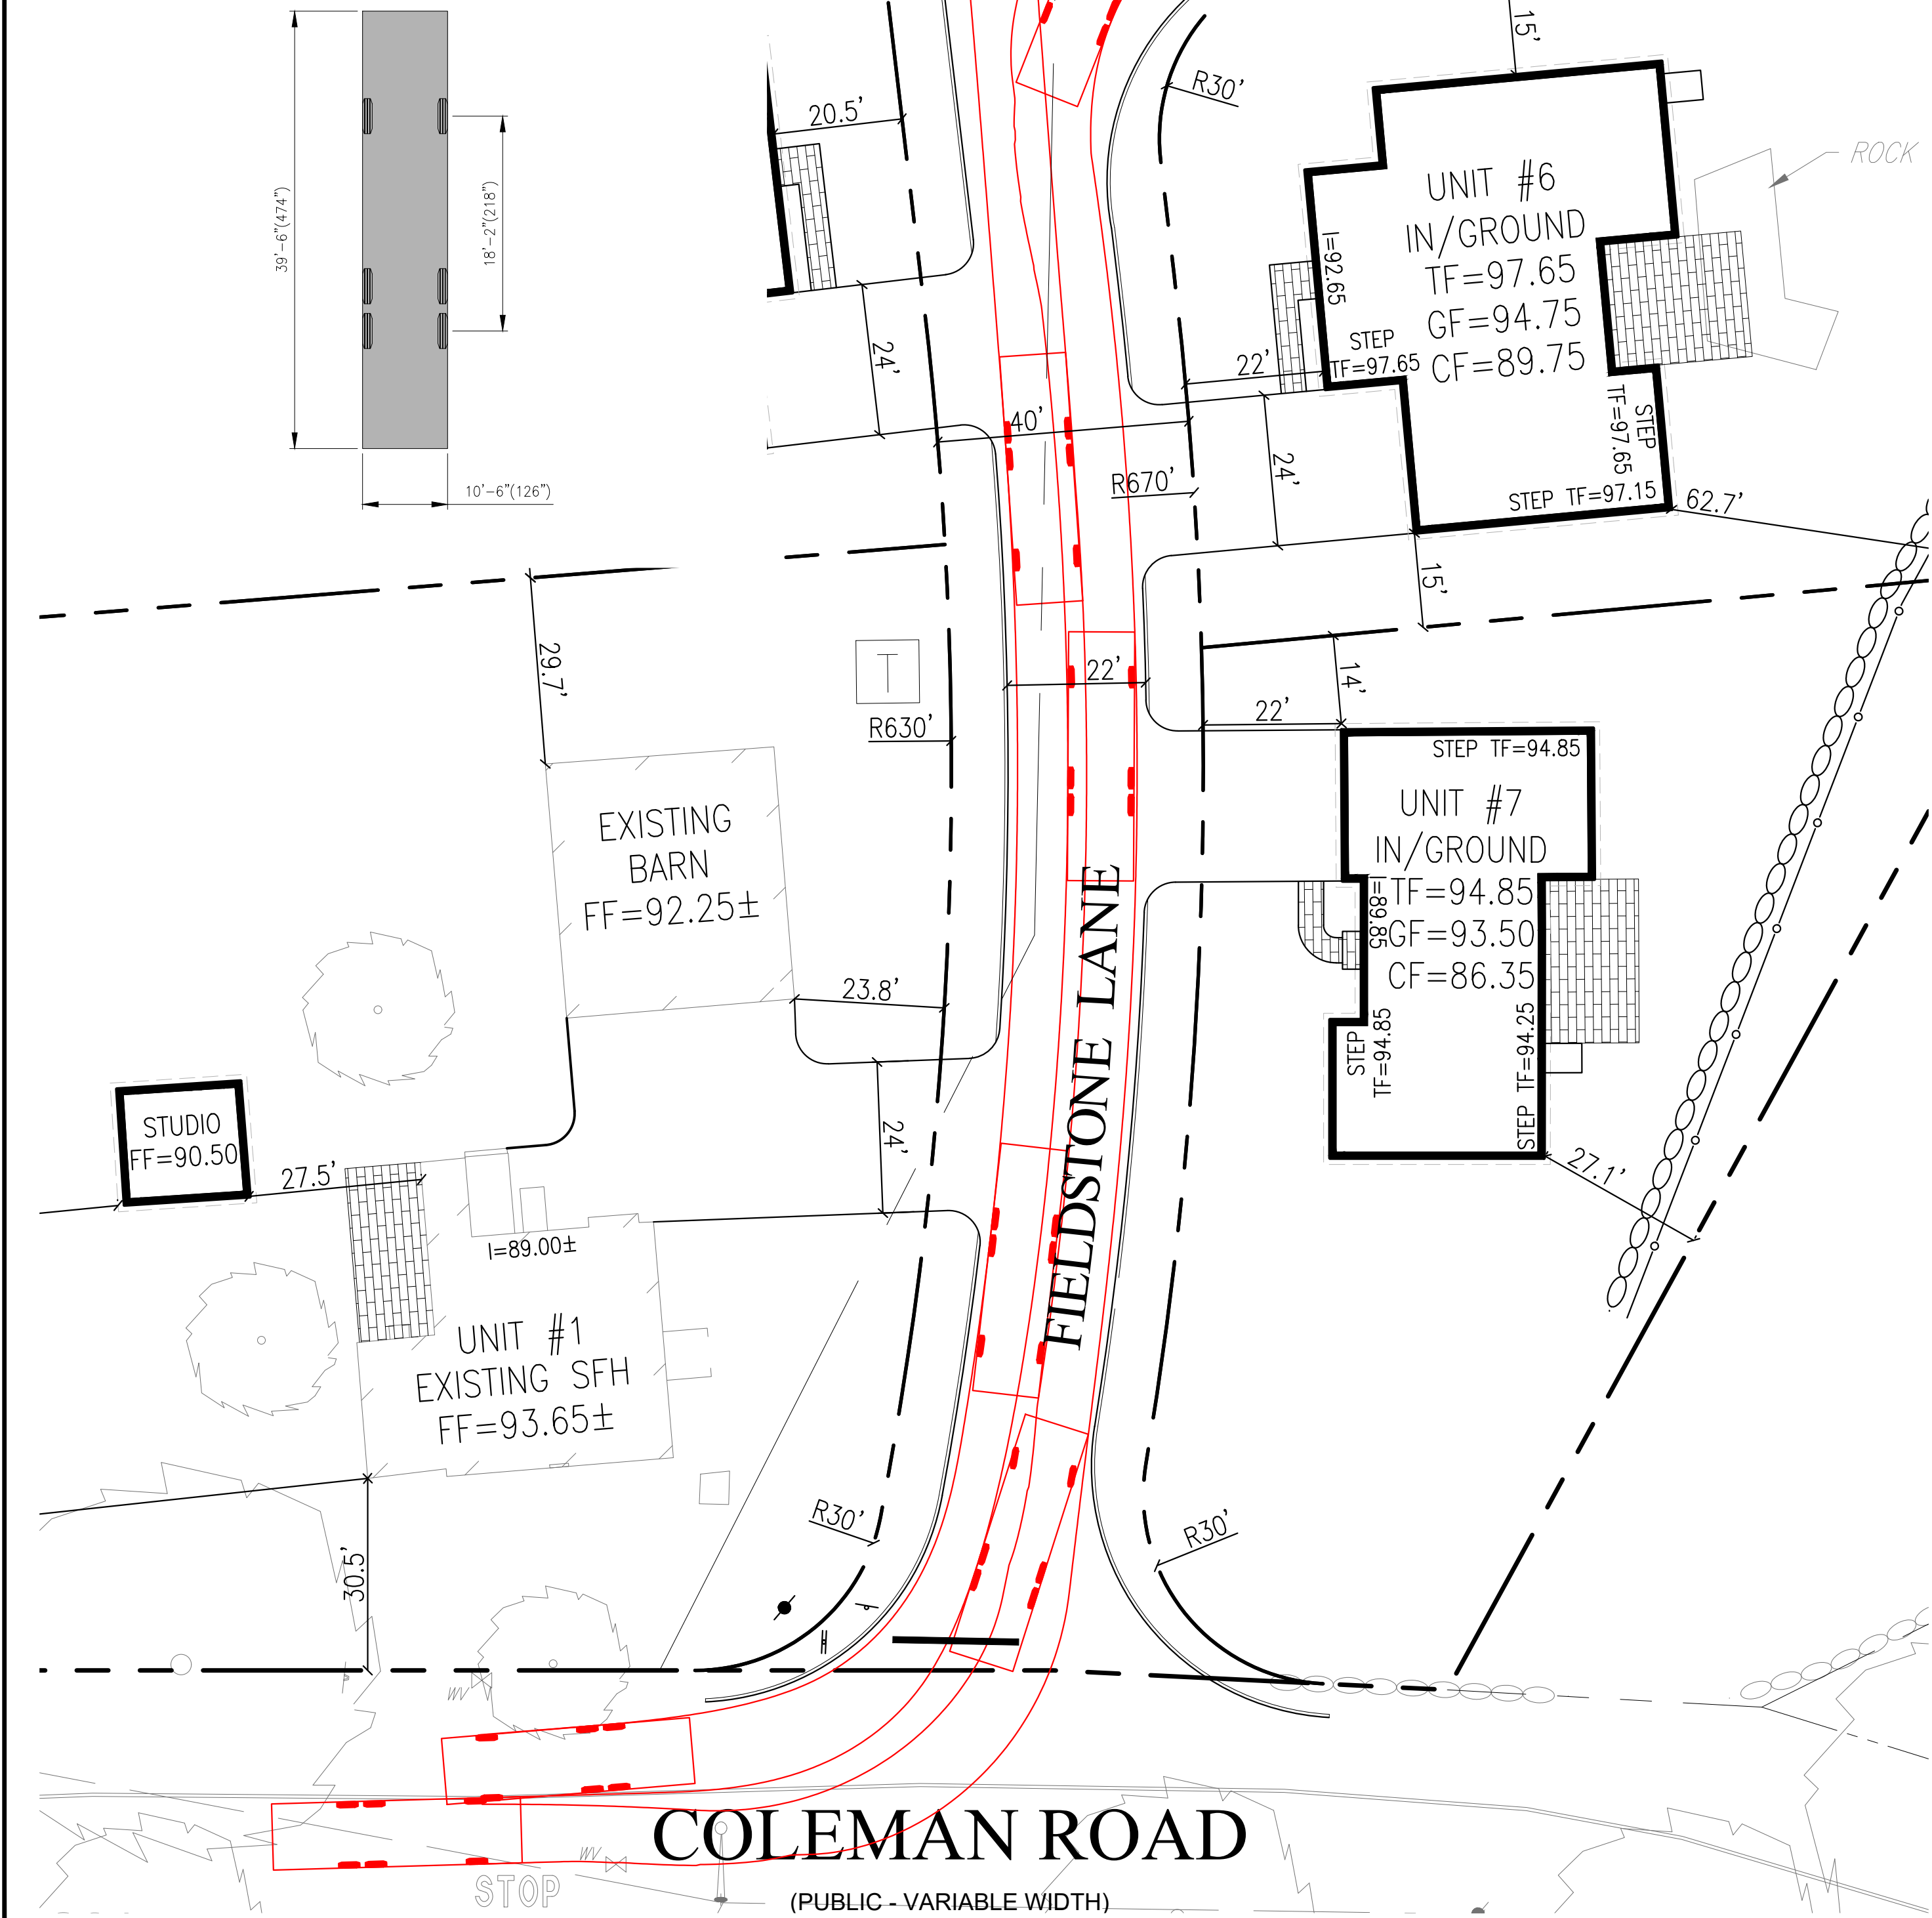 15'
R30'
20.5'
ROCK
39'-6"(474")
18'-2"(218")
10'-6"(126")
UNIT #6
IN/GROUND
TF=97.65
GF=94.75
CF=89.75
I=92.65
STEP
TF=97.65
STEP
TF=97.65
STEP TF=97.15
62.7'
24'
22'
40'
24'
R670'
15'
29.7'
T
22'
14'
R630'
22'
STEP TF=94.85
UNIT #7
IN/GROUND
TF=94.85
GF=93.50
CF=86.35
I=89.85
STEP
TF=94.85
STEP TF=94.25
27.1'
EXISTING
BARN
FF=92.25±
23.8'
FIELDSTONE LANE
STUDIO
FF=90.50
27.5'
24'
I=89.00±
UNIT #1
EXISTING SFH
FF=93.65±
R30'
R30'
30.5'
WV
WV
COLEMAN ROAD
STOP
(PUBLIC - VARIABLE WIDTH)